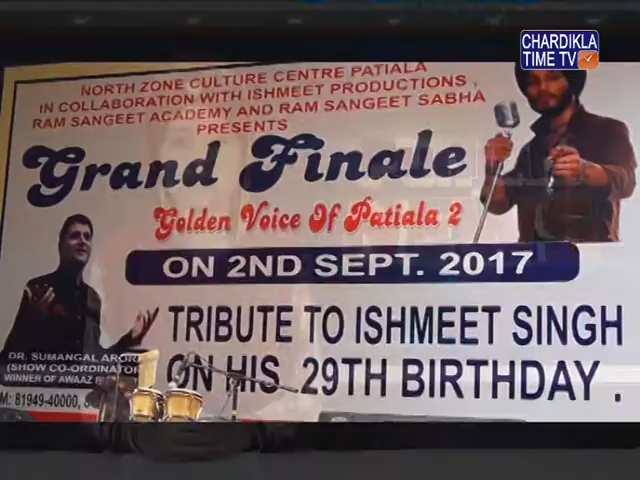 CHARDIKLA
TIME TV
NORTH ZONE CULTURE CENTRE PATIALA
IN COLLABORATION WITH ISHMEET PRODUCTIONS ,
RAM SANGEET ACADEMY AND RAM SANGEET SABHA
PRESENTS
Grand Finale
Golden Voice Of Patiala 2
ON 2ND SEPT. 2017
TRIBUTE TO ISHMEET SINGH
ON HIS 29TH BIRTHDAY .
DR. SUMANGAL
(SHOW CO-ORDINATOR
WINNER OF AWAAZ
M: 81949-40000,